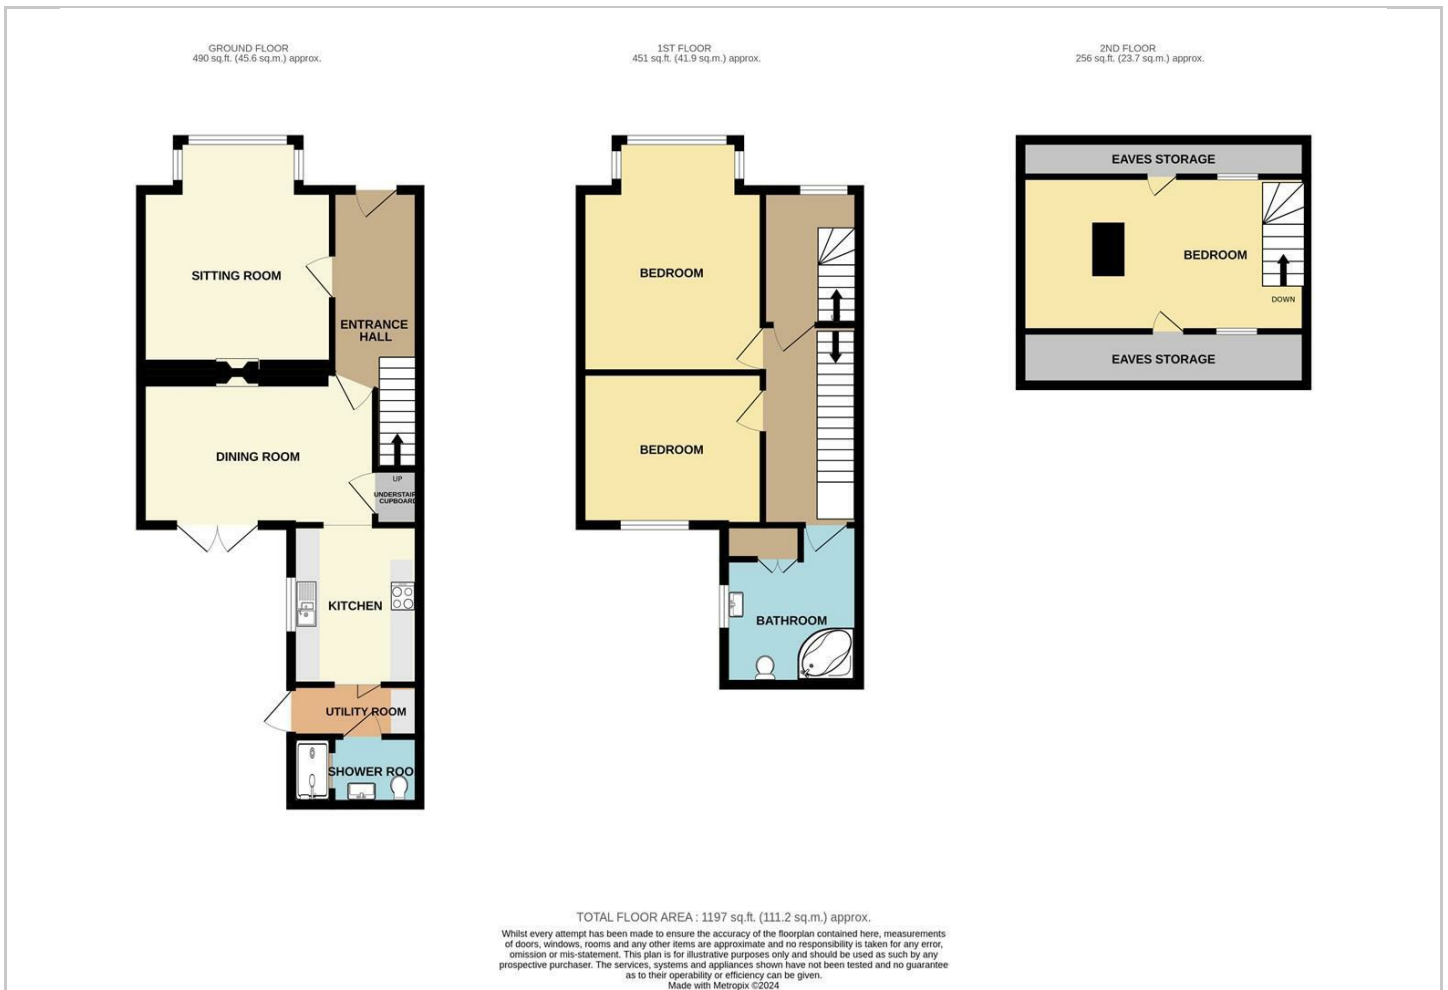 GROUND FLOOR
490 sq.ft. (45.6 sq.m.) approx.
1ST FLOOR
451 sq.ft. (41.9 sq.m.) approx.
2ND FLOOR
256 sq.ft. (23.7 sq.m.) approx.
SITTING ROOM
ENTRANCE
HALL
DINING ROOM
UP
UNDERSTAIR
CUPBOARD
KITCHEN
UTILITY ROOM
SHOWER ROO
BEDROOM
BEDROOM
BATHROOM
EAVES STORAGE
BEDROOM
DOWN
EAVES STORAGE
TOTAL FLOOR AREA : 1197 sq.ft. (111.2 sq.m.) approx.
Whilst every attempt has been made to ensure the accuracy of the floorplan contained here, measurements
of doors, windows, rooms and any other items are approximate and no responsibility is taken for any error,
omission or mis-statement. This plan is for illustrative purposes only and should be used as such by any
prospective purchaser. The services, systems and appliances shown have not been tested and no guarantee
as to their operability or efficiency can be given.
Made with Metropix ©2024